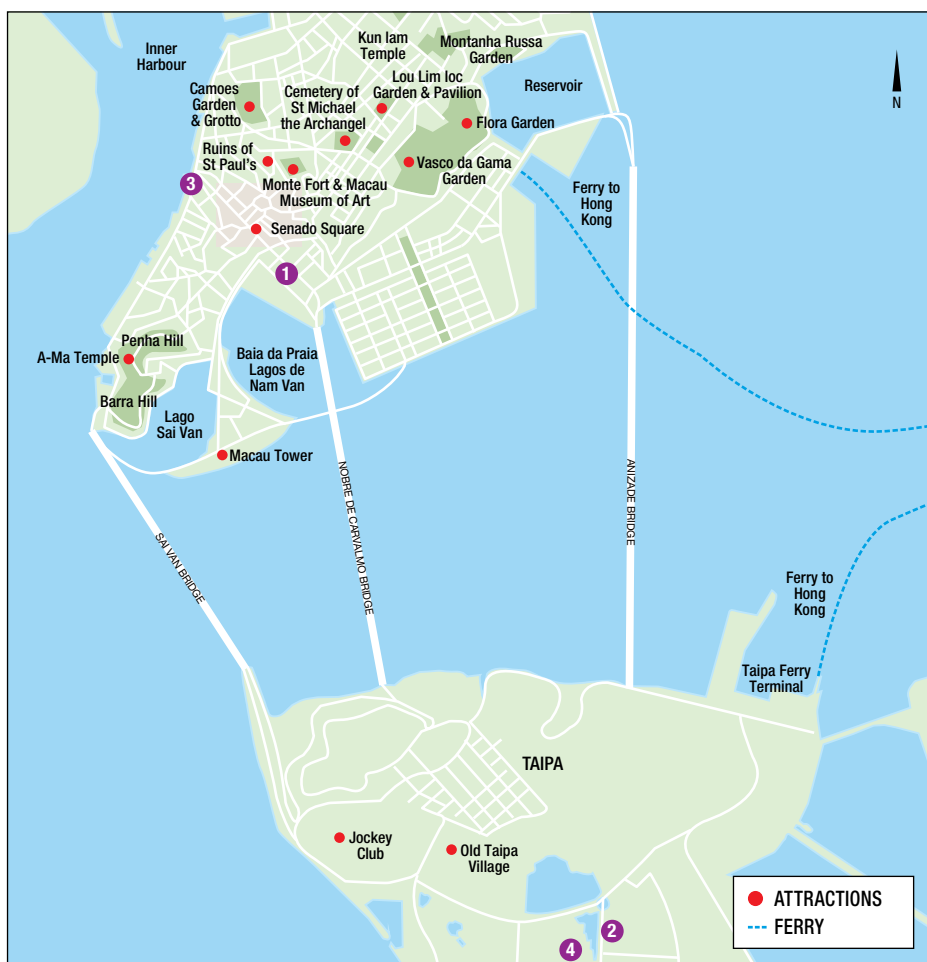 Inner
Harbour
Kun Iam
Temple
Montanha Russa
Garden
N
Camoes
Garden
& Grotto
Cemetery of
St Michael
the Archangel
Lou Lim Ioc
Garden & Pavilion
Reservoir
Flora Garden
Ruins of
St Paul's
Vasco da Gama
Garden
Monte Fort & Macau
Museum of Art
3
Ferry to
Hong
Kong
Senado Square
1
Penha Hill
A-Ma Temple
Baia da Praia
Lagos de
Nam Van
Barra Hill
Lago
Sai Van
Macau Tower
SAI VAN BRIDGE
NOBRE DE CARVALMO BRIDGE
ANIZADE BRIDGE
Ferry to
Hong
Kong
Taipa Ferry
Terminal
TAIPA
Jockey
Club
Old Taipa
Village
2
4
ATTRACTIONS
FERRY